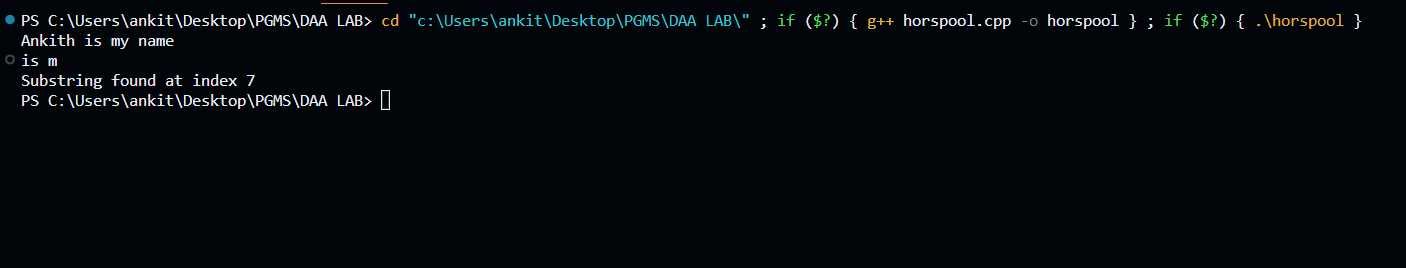 PS C:\Users\ankit\Desktop\PGMS\DAA LAB> cd "c:\Users\ankit\Desktop\PGMS\DAA LAB\" ; if ($?) { g++ horspool.cpp -o horspool } ; if ($?) { .\horspool }
Ankith is my name
is m
Substring found at index 7
PS C:\Users\ankit\Desktop\PGMS\DAA LAB>